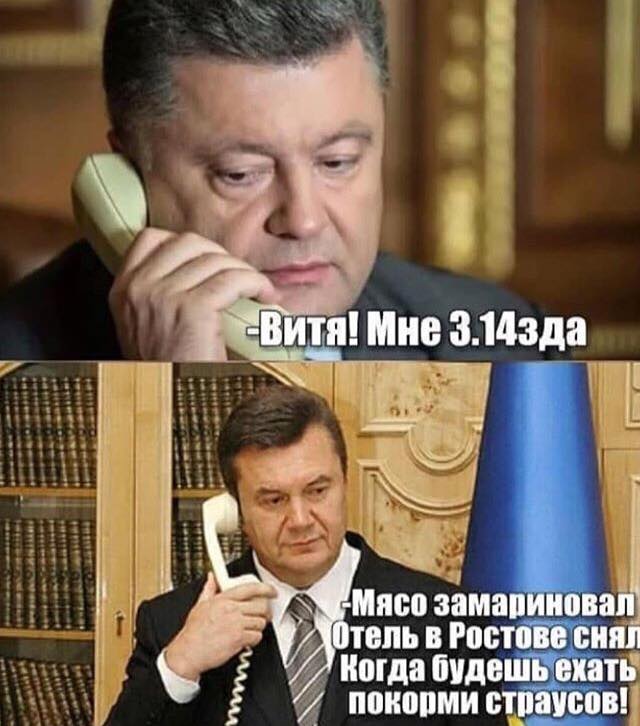 -Витя! Мне 3.14зда
-Мясо замариновал
Отель в Ростове снял
Когда будешь ехать
покорми страусов!